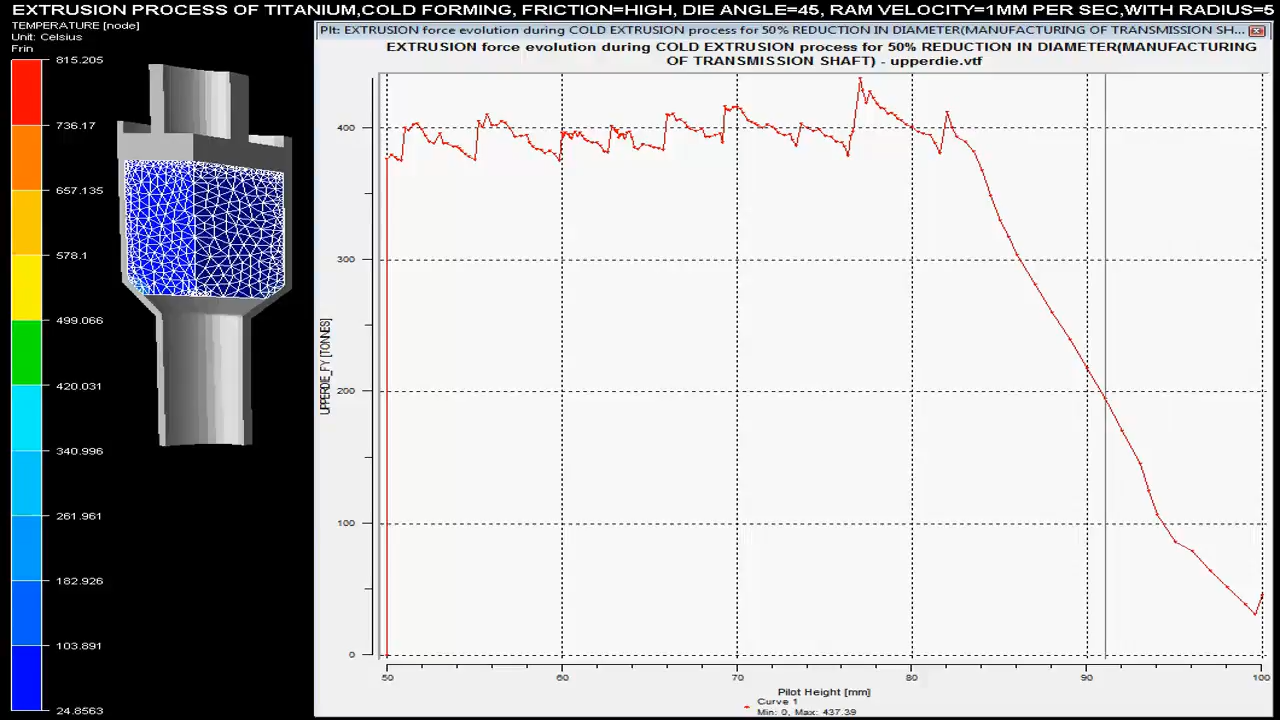 EXTRUSION PROCESS OF TITANIUM,COLD FORMING, FRICTION=HIGH, DIE ANGLE=45, RAM VELOCITY=1MM PER SEC,WITH RADIUS=5
TEMPERATURE [node]
Unit: Celsius
Frin
815.205
736.17
657.135
578.1
499.066
420.031
340.996
261.961
182.926
103.891
24.8563
Plt: EXTRUSION force evolution during COLD EXTRUSION process for 50% REDUCTION IN DIAMETER(MANUFACTURING OF TRANSMISSION SH...
EXTRUSION force evolution during COLD EXTRUSION process for 50% REDUCTION IN DIAMETER(MANUFACTURING
OF TRANSMISSION SHAFT) - upperdie.vtf
UPPERDIE_FY [TONNES]
400
300
200
100
0
50 60 70 80 90 100
Pilot Height [mm]
Curve 1
Min: 0, Max: 437.39